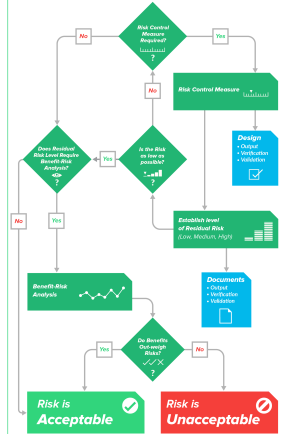 Risk Control
Measure
Required?
?
No
Yes
Risk Control Measure
No
Design
• Output
• Verification
• Validation
Does Residual
Risk Level Require
Benefit-Risk
Analysis?
?
Yes
Is the Risk
as low as
possible?
?
No
Yes
Establish level
of Residual Risk
(Low, Medium, High)
Benefit-Risk
Analysis
Documents
• Output
• Verification
• Validation
Do Benefits
Out-weigh
Risks?
?
Yes
No
Risk is
Acceptable
Risk is
Unacceptable